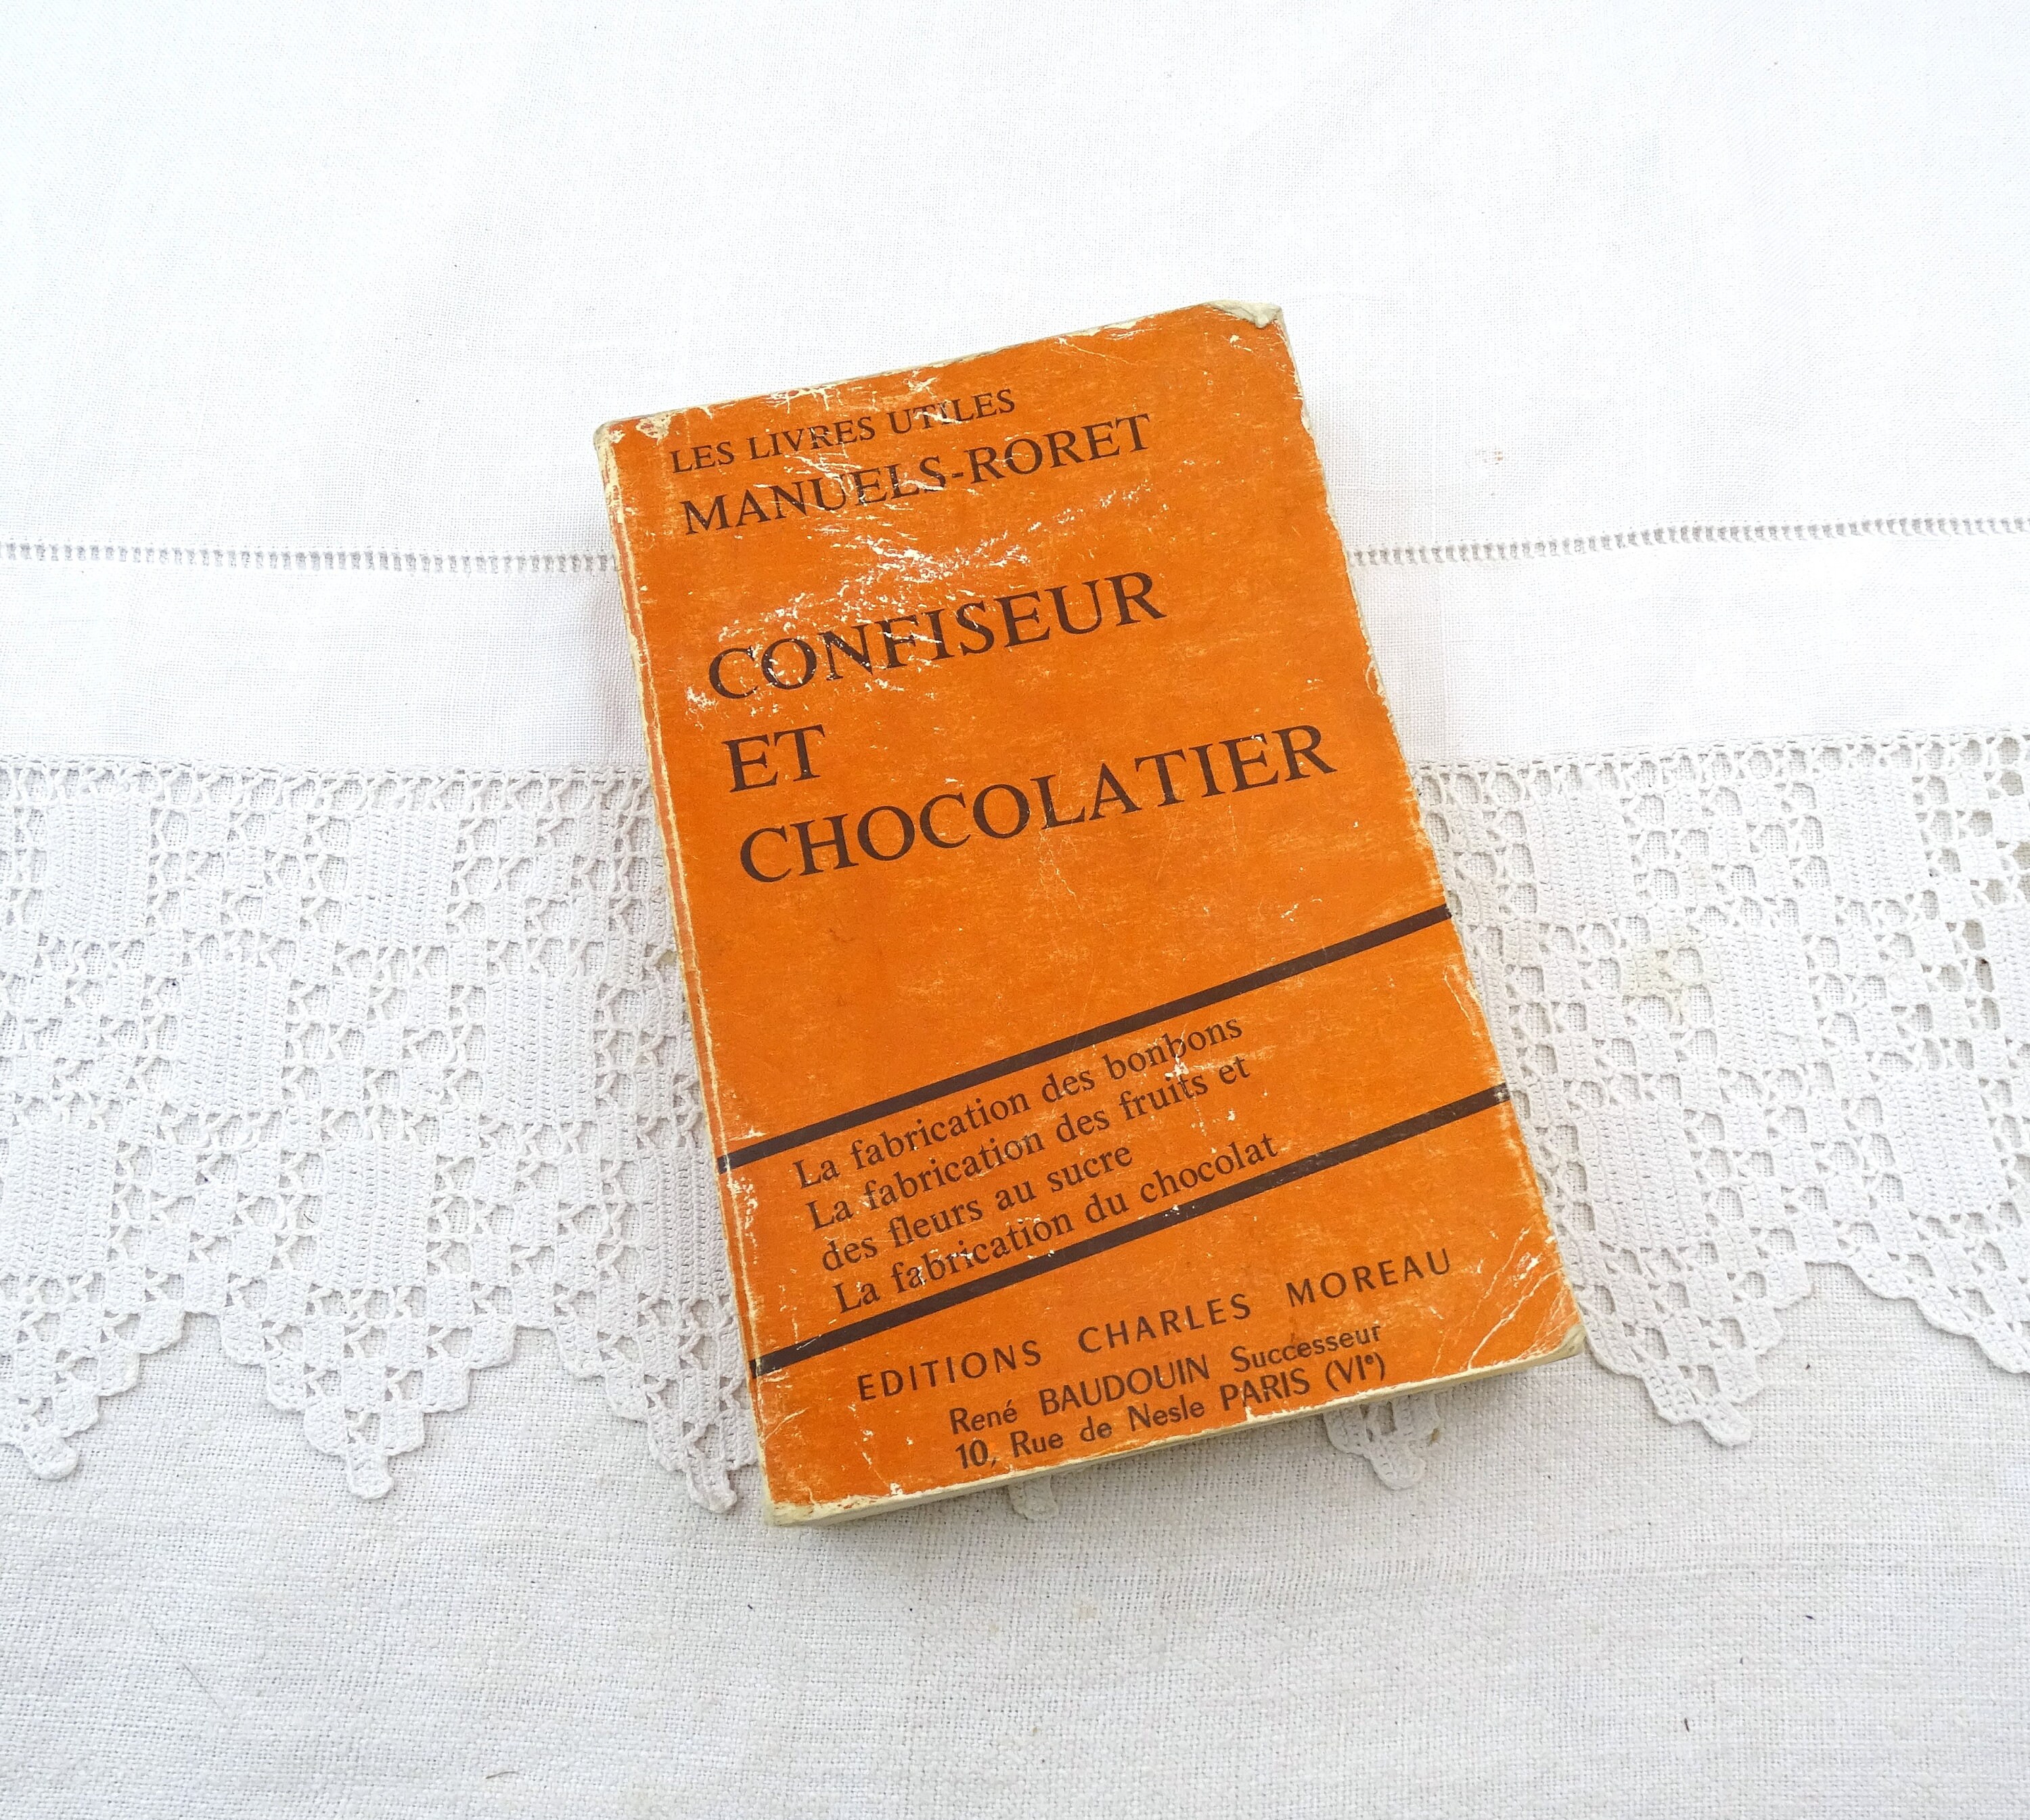 LES LIVRES UTILES
MANUELS-RORET
CONFISEUR
ET
CHOCOLATIER
La fabrication des bonbons
La fabrication des fruits et
des fleurs au sucre
La fabrication du chocolat
EDITIONS CHARLES MOREAU
René BAUDOUIN Successeur
10, Rue de Nesle PARIS (VIᵉ)